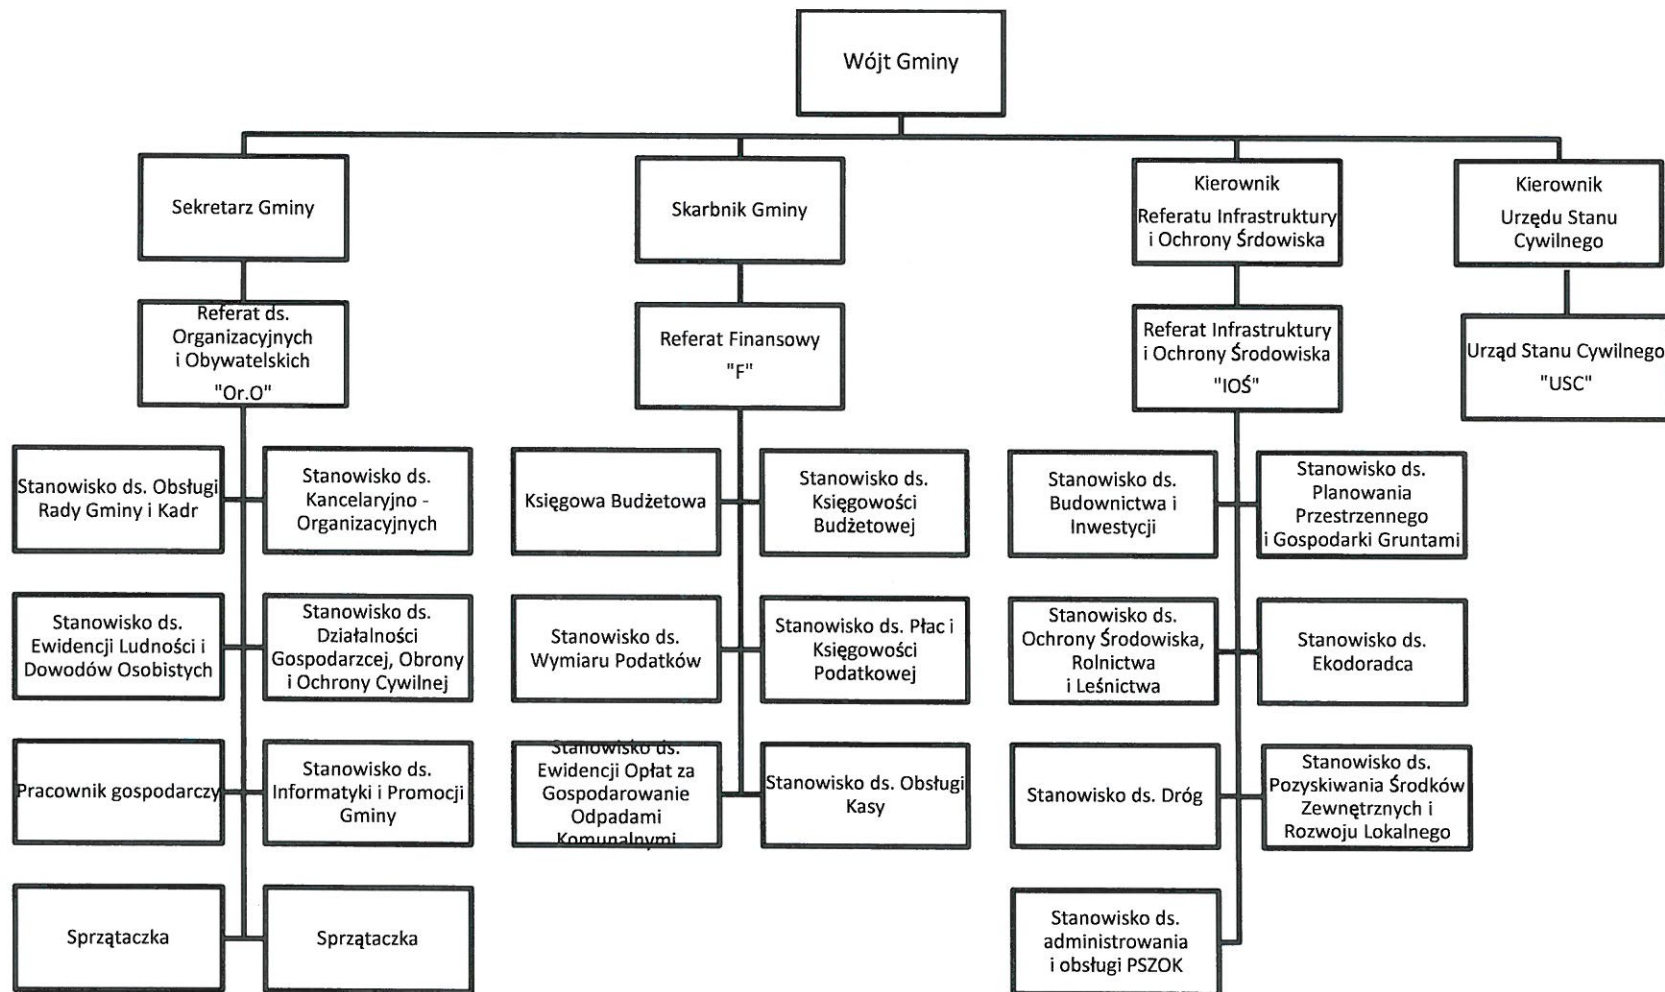 Wójt Gminy
Sekretarz Gminy
Skarbnik Gminy
Kierownik
Referatu Infrastruktury
i Ochrony Śrdowiska
Kierownik
Urzędu Stanu
Cywilnego
Referat ds.
Organizacyjnych
i Obywatelskich
"Or.O"
Referat Finansowy
"F"
Referat Infrastruktury
i Ochrony Środowiska
"IOŚ"
Urząd Stanu Cywilnego
"USC"
Stanowisko ds. Obsługi
Rady Gminy i Kadr
Stanowisko ds.
Kancelaryjno -
Organizacyjnych
Księgowa Budżetowa
Stanowisko ds.
Księgowości
Budżetowej
Stanowisko ds.
Budownictwa i
Inwestycji
Stanowisko ds.
Planowania
Przestrzennego
i Gospodarki Gruntami
Stanowisko ds.
Ewidencji Ludności i
Dowodów Osobistych
Stanowisko ds.
Działalności
Gospodarzcej, Obrony
i Ochrony Cywilnej
Stanowisko ds.
Wymiaru Podatków
Stanowisko ds. Płac i
Księgowości
Podatkowej
Stanowisko ds.
Ochrony Środowiska,
Rolnictwa
i Leśnictwa
Stanowisko ds.
Ekodoradca
Pracownik gospodarczy
Stanowisko ds.
Informatyki i Promocji
Gminy
Stanowisko ds.
Ewidencji Opłat za
Gospodarowanie
Odpadami
Komunalnymi
Stanowisko ds. Obsługi
Kasy
Stanowisko ds. Dróg
Stanowisko ds.
Pozyskiwania Środków
Zewnętrznych i
Rozwoju Lokalnego
Sprzątaczka
Sprzątaczka
Stanowisko ds.
administrowania
i obsługi PSZOK